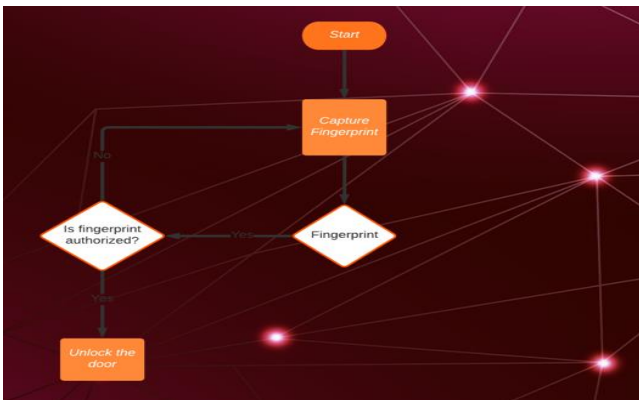 Start
Capture
Fingerprint
No
Is fingerprint
authorized?
Yes
Fingerprint
Yes
Unlock the
door